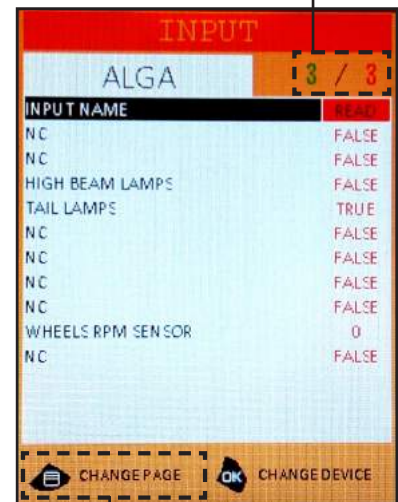 INPUT
ALGA 3 / 3
INPUT NAME READ
NC FALSE
NC FALSE
HIGH BEAM LAMPS FALSE
TAIL LAMPS TRUE
NC FALSE
NC FALSE
NC FALSE
NC FALSE
WHEELS RPM SENSOR 0
NC FALSE
CHANGE PAGE OK CHANGE DEVICE